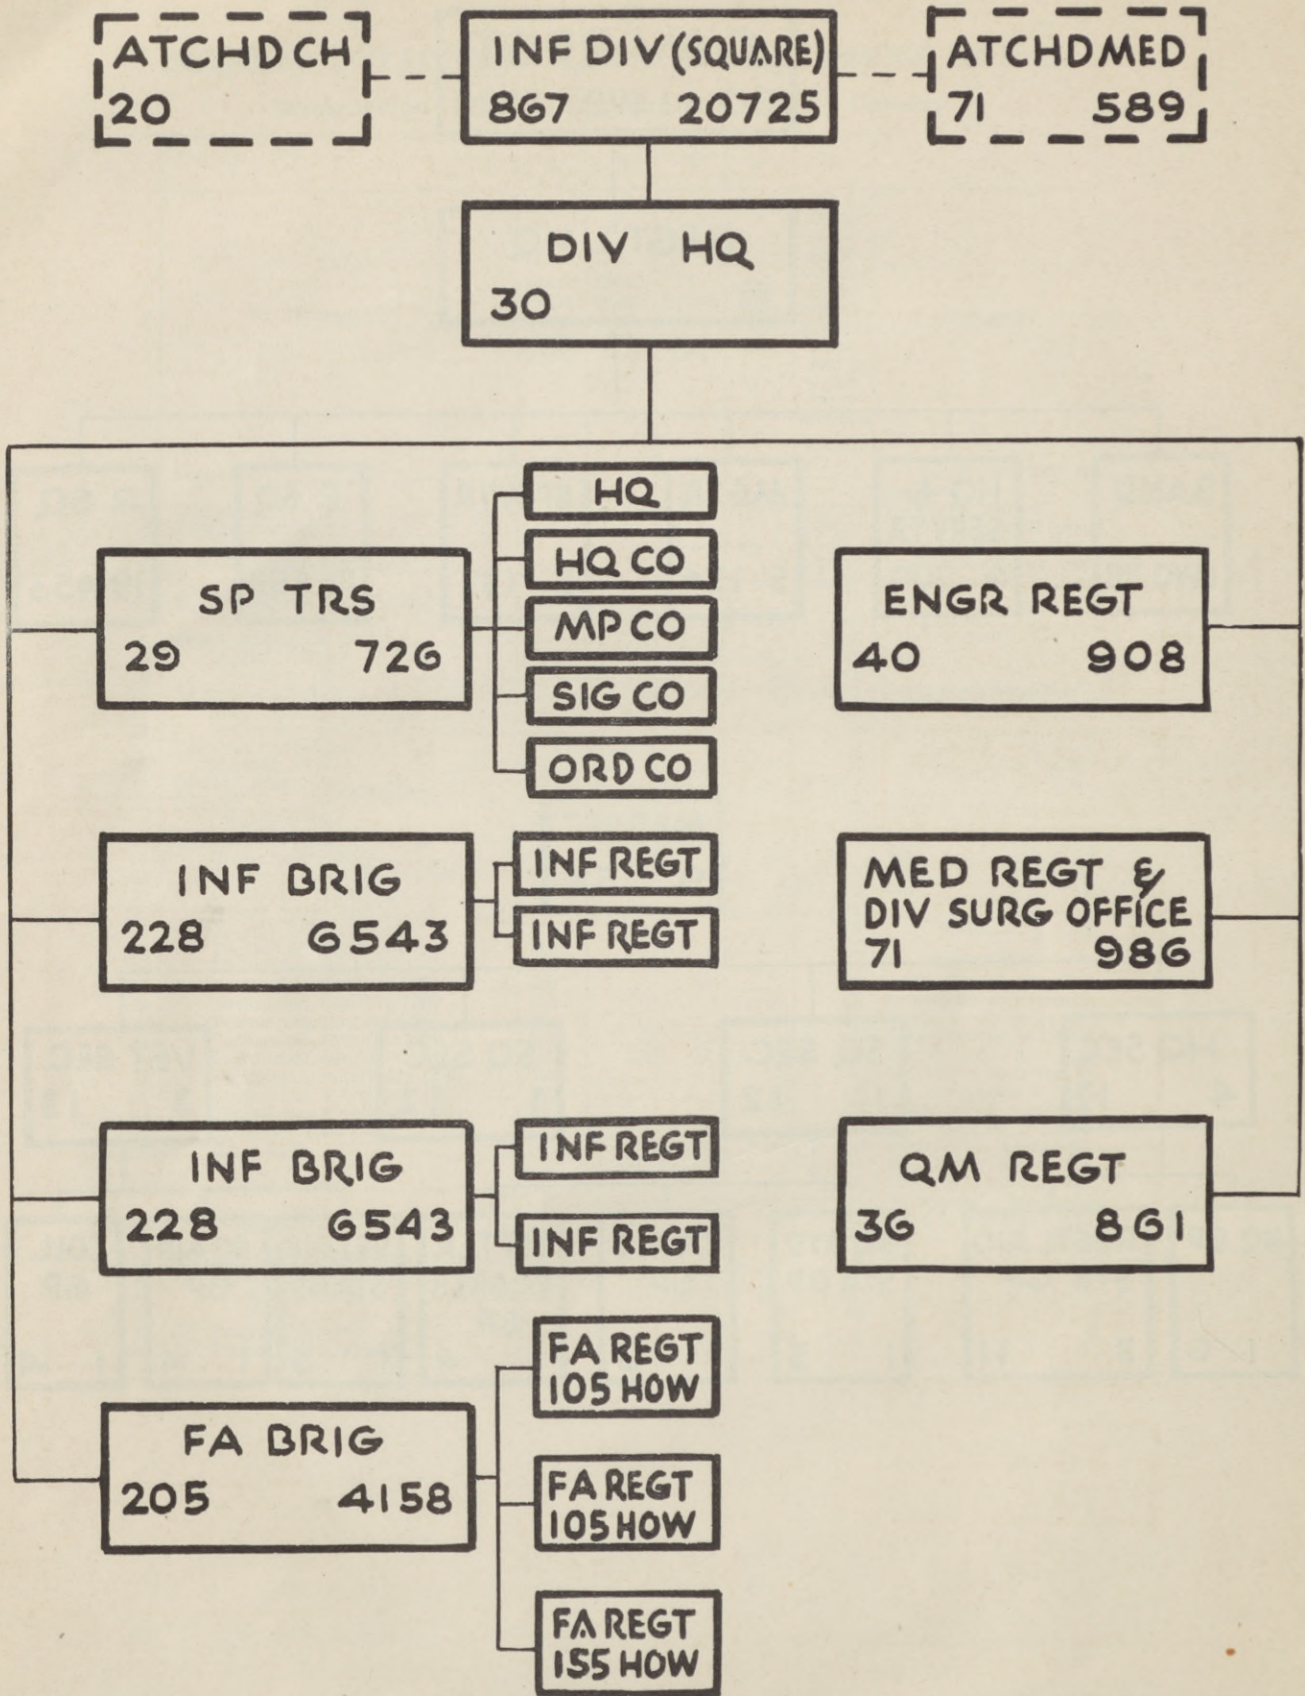 ATCHD CH
20
INF DIV (SQUARE)
867 20725
ATCHD MED
71 589
DIV HQ
30
SP TRS
29 726
HQ
HQ CO
MP CO
SIG CO
ORD CO
ENGR REGT
40 908
INF BRIG
228 6543
INF REGT
INF REGT
MED REGT &
DIV SURG OFFICE
71 986
INF BRIG
228 6543
INF REGT
INF REGT
QM REGT
36 861
FA BRIG
205 4158
FA REGT
105 HOW
FA REGT
105 HOW
FA REGT
155 HOW